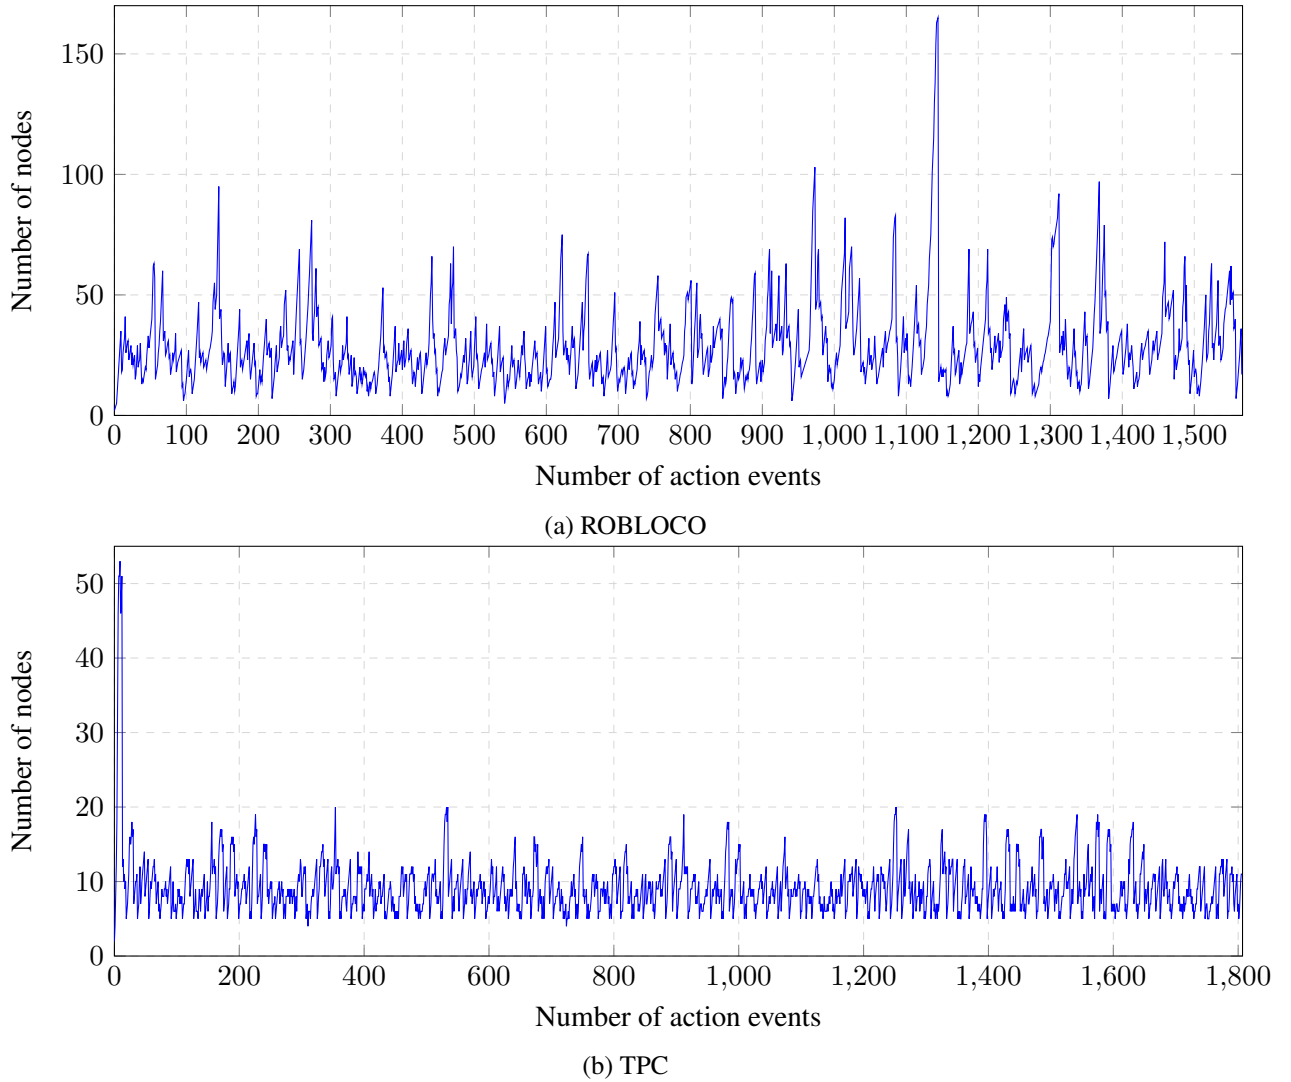 150
100
50
0
Number of nodes
0 100 200 300 400 500 600 700 800 900 1,000 1,100 1,200 1,300 1,400 1,500
Number of action events
(a) ROBLOCO
50
40
30
20
10
0
Number of nodes
0 200 400 600 800 1,000 1,200 1,400 1,600 1,800
Number of action events
(b) TPC